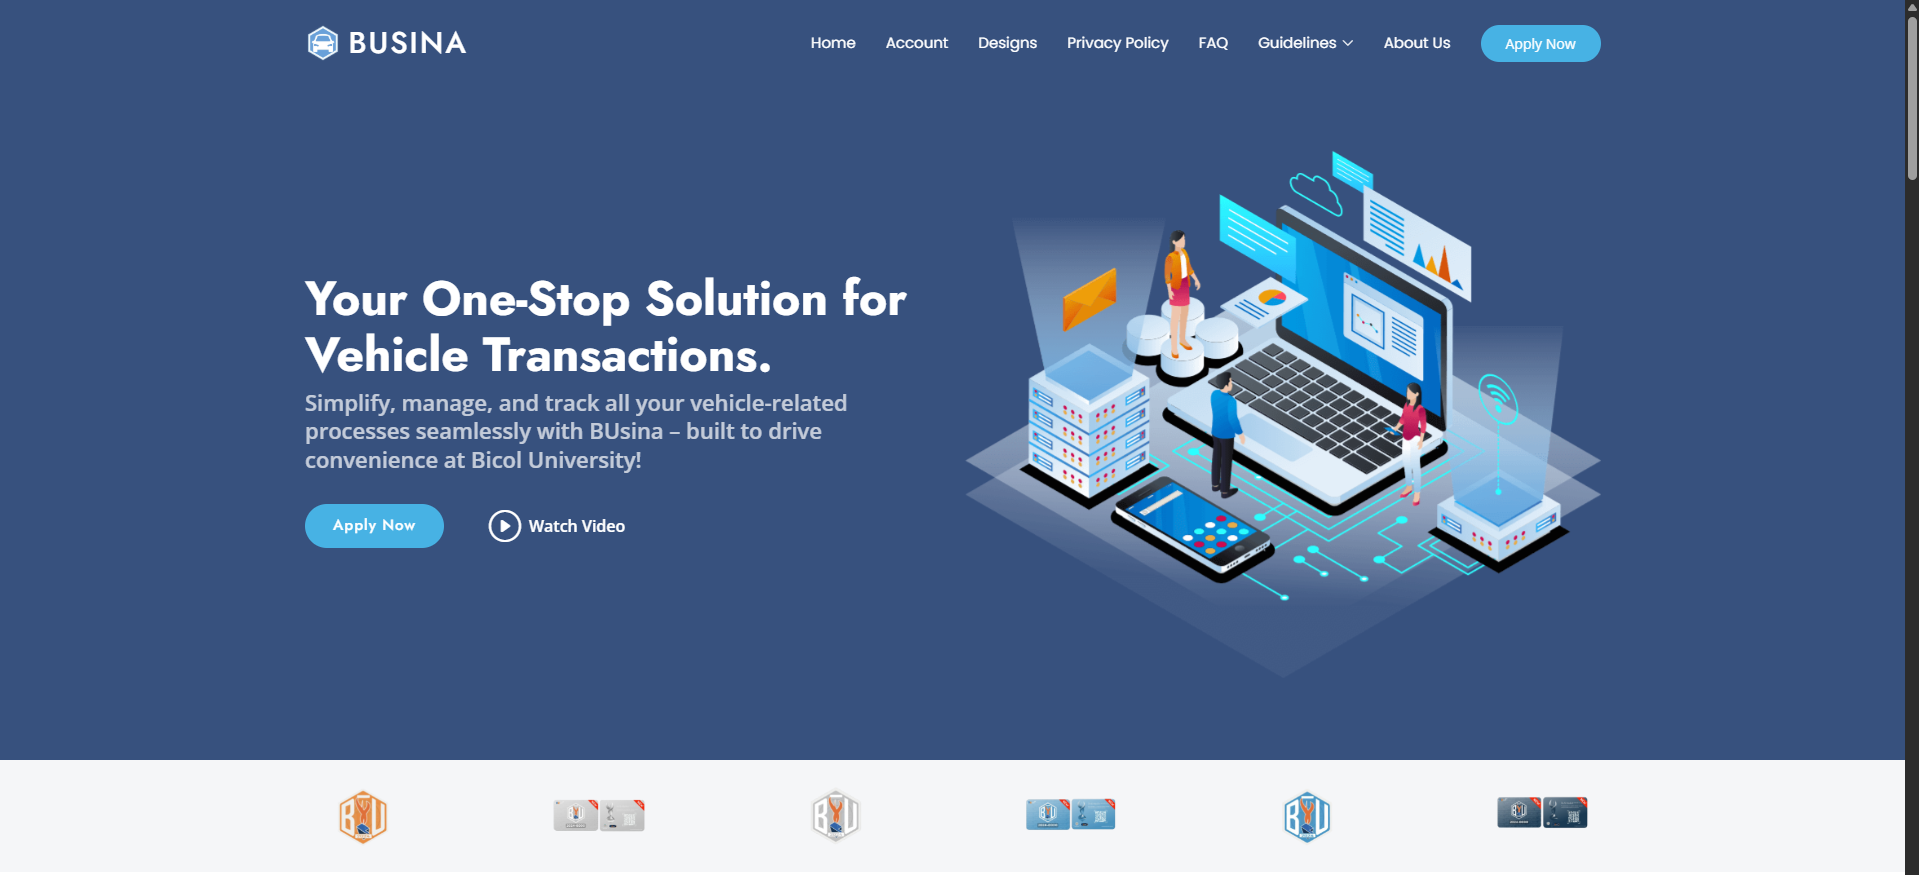 BUSINA
Home Account Designs Privacy Policy FAQ Guidelines About Us Apply Now
Your One-Stop Solution for
Vehicle Transactions.
Simplify, manage, and track all your vehicle-related
processes seamlessly with BUsina – built to drive
convenience at Bicol University!
Apply Now Watch Video